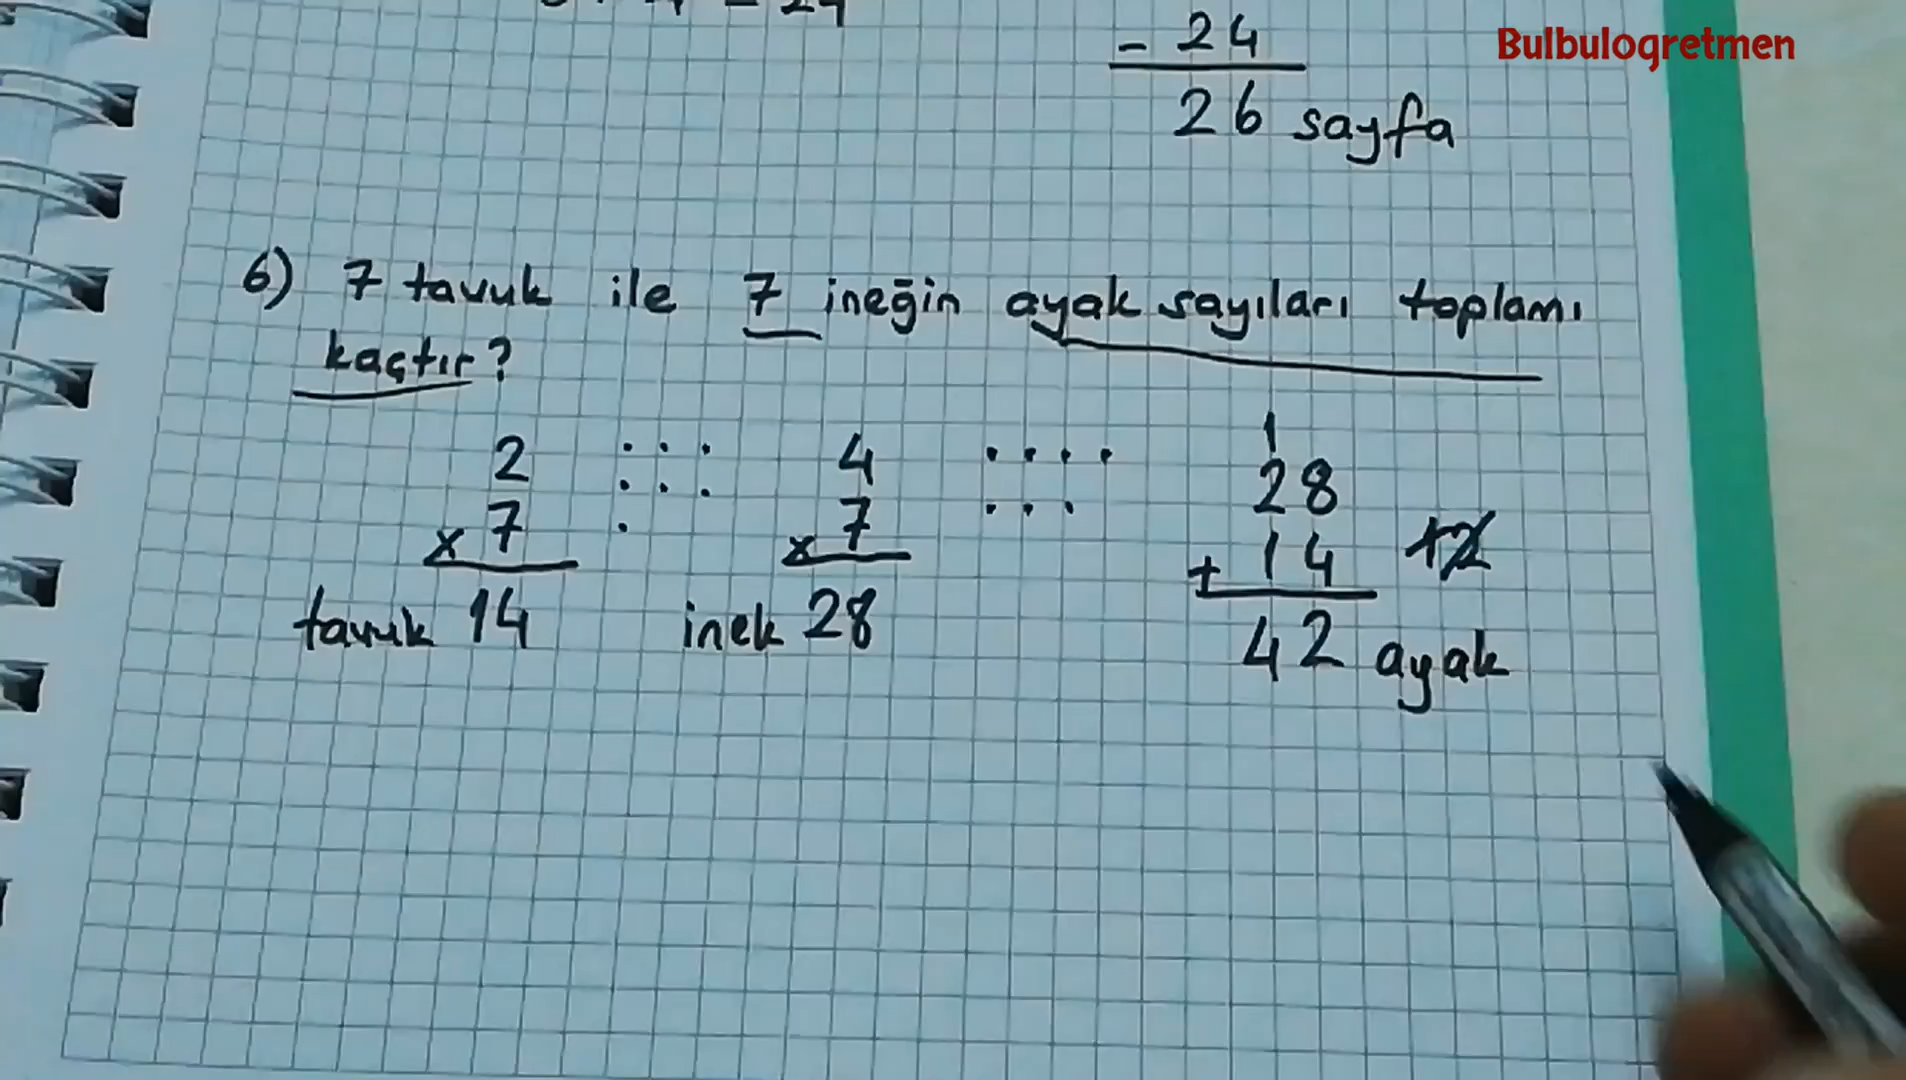 Bulbulogretmen
- 24
26 sayfa
6) 7 tavuk ile 7 ineğin ayak sayıları toplamı
kaçtır?
2
x 7
tavuk 14
4
x 7
inek 28
1
28
+ 14
42 ayak